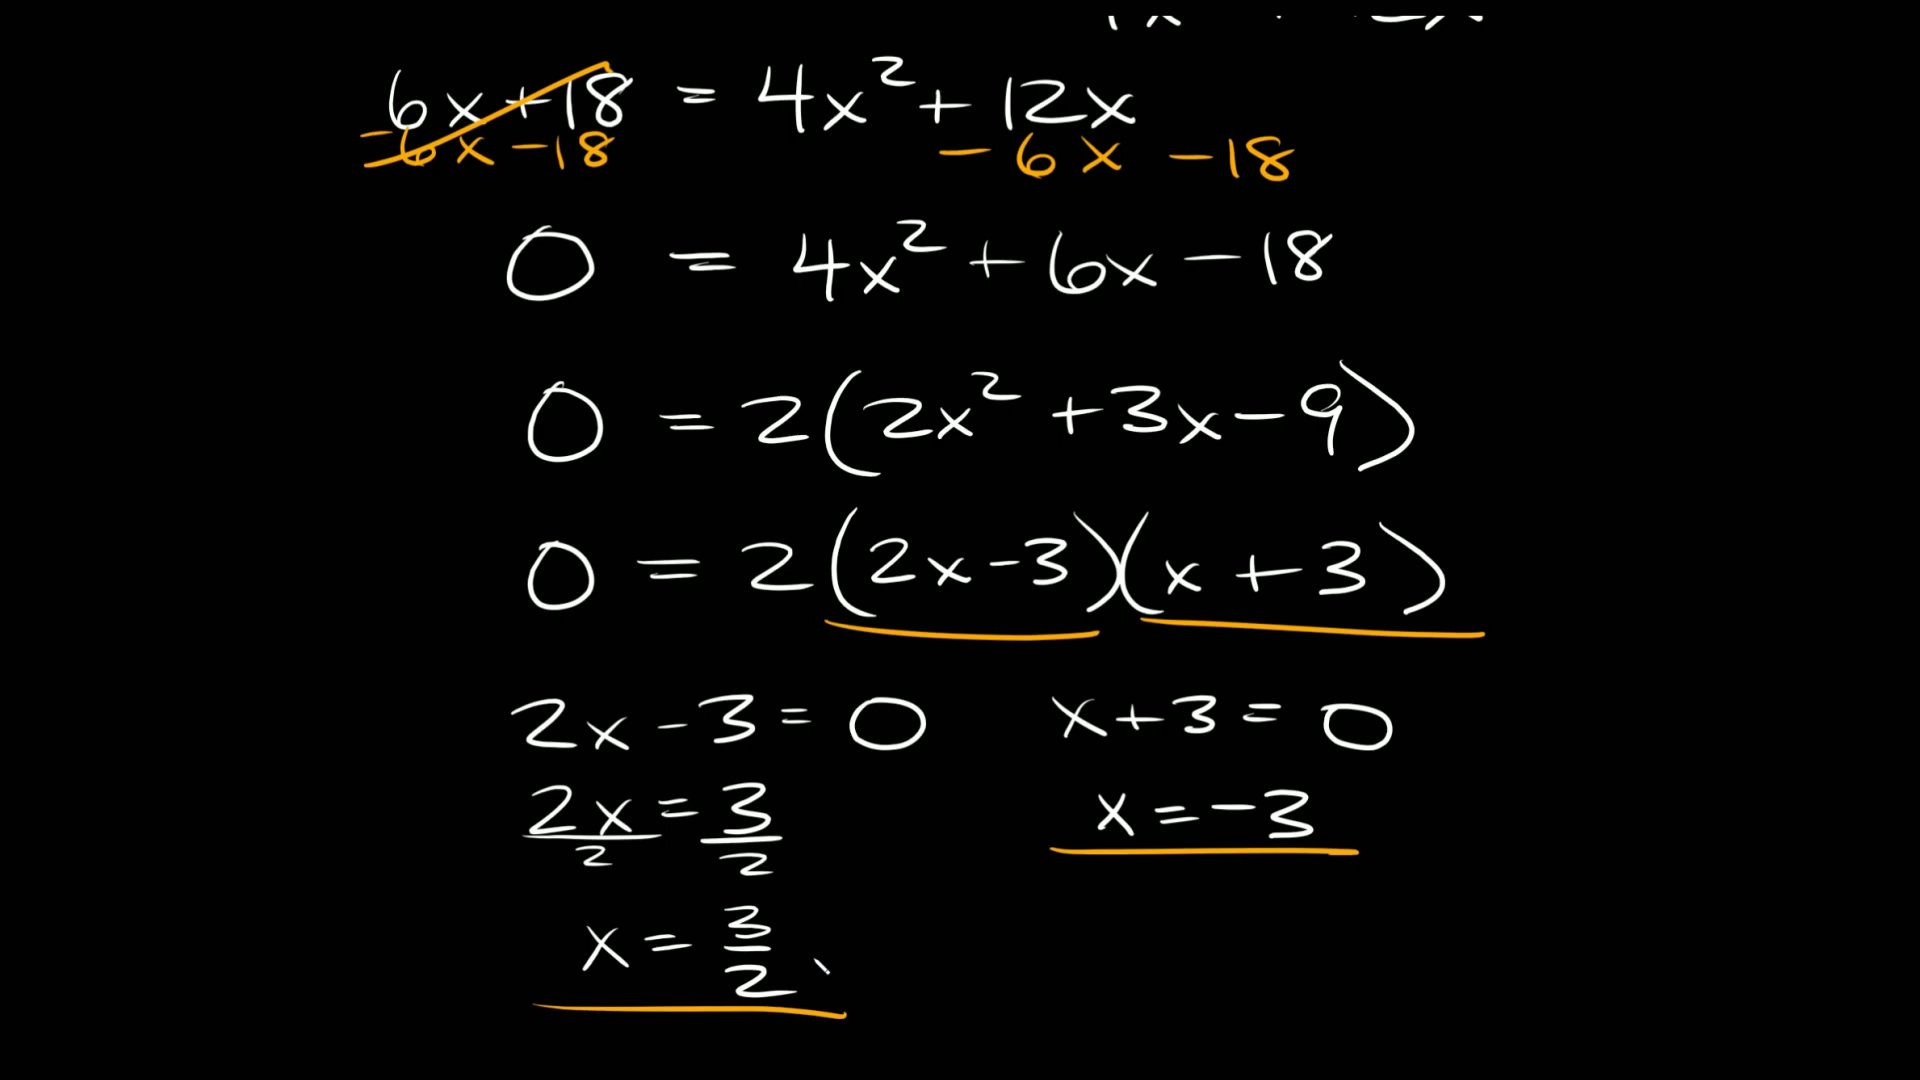 6x+18 = 4x²+12x
-6x-18 -6x -18
0 = 4x²+6x-18
0 = 2(2x²+3x-9)
0 = 2(2x-3)(x+3)
2x-3=0 x+3=0
2x/2=3/2 x=-3
x=3/2